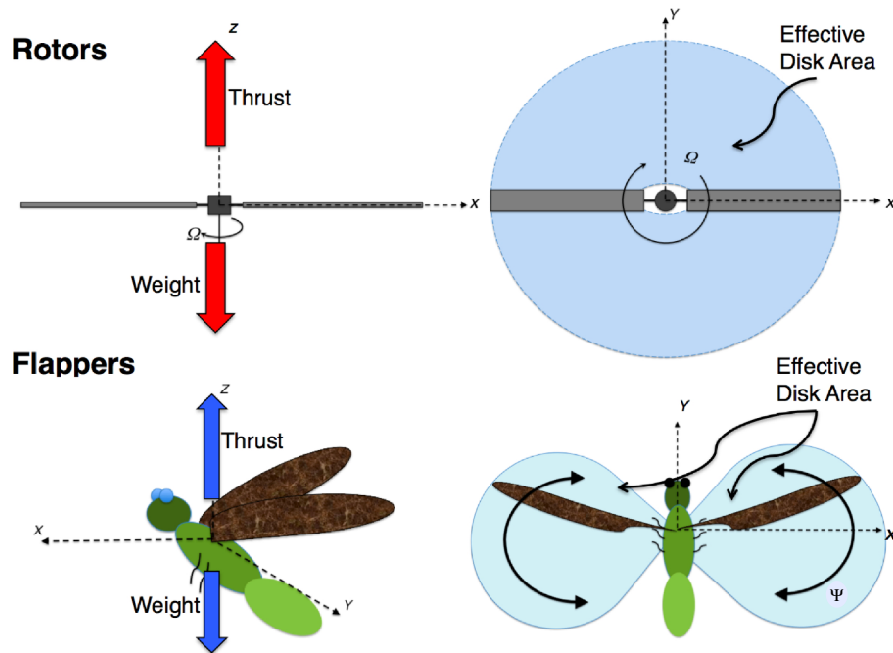 Rotors
z
Thrust
x
Ω
Weight
Y
Effective
Disk Area
Ω
x
Flappers
z
Thrust
x
Weight
Y
Effective
Disk Area
Y
x
Ψ